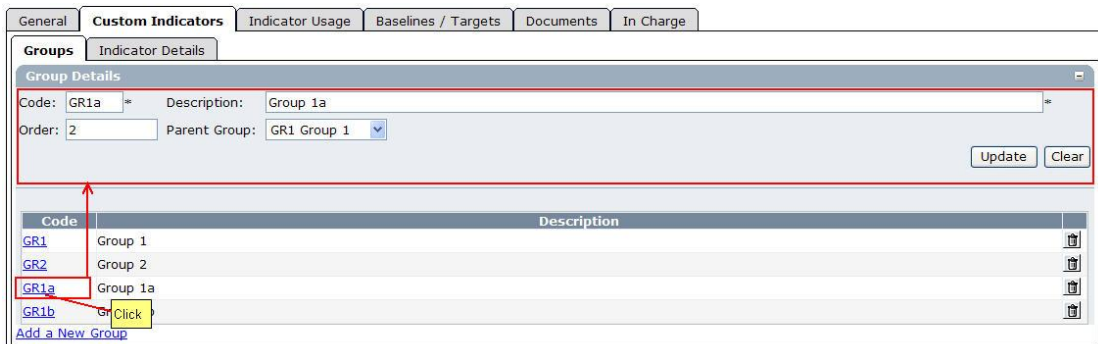 General Custom Indicators Indicator Usage Baselines / Targets Documents In Charge
Groups Indicator Details
Group Details
Code: GR1a * Description: Group 1a *
Order: 2 Parent Group: GR1 Group 1
Update Clear
Code Description
GR1 Group 1
GR2 Group 2
GR1a Group 1a
GR1b Click
Add a New Group